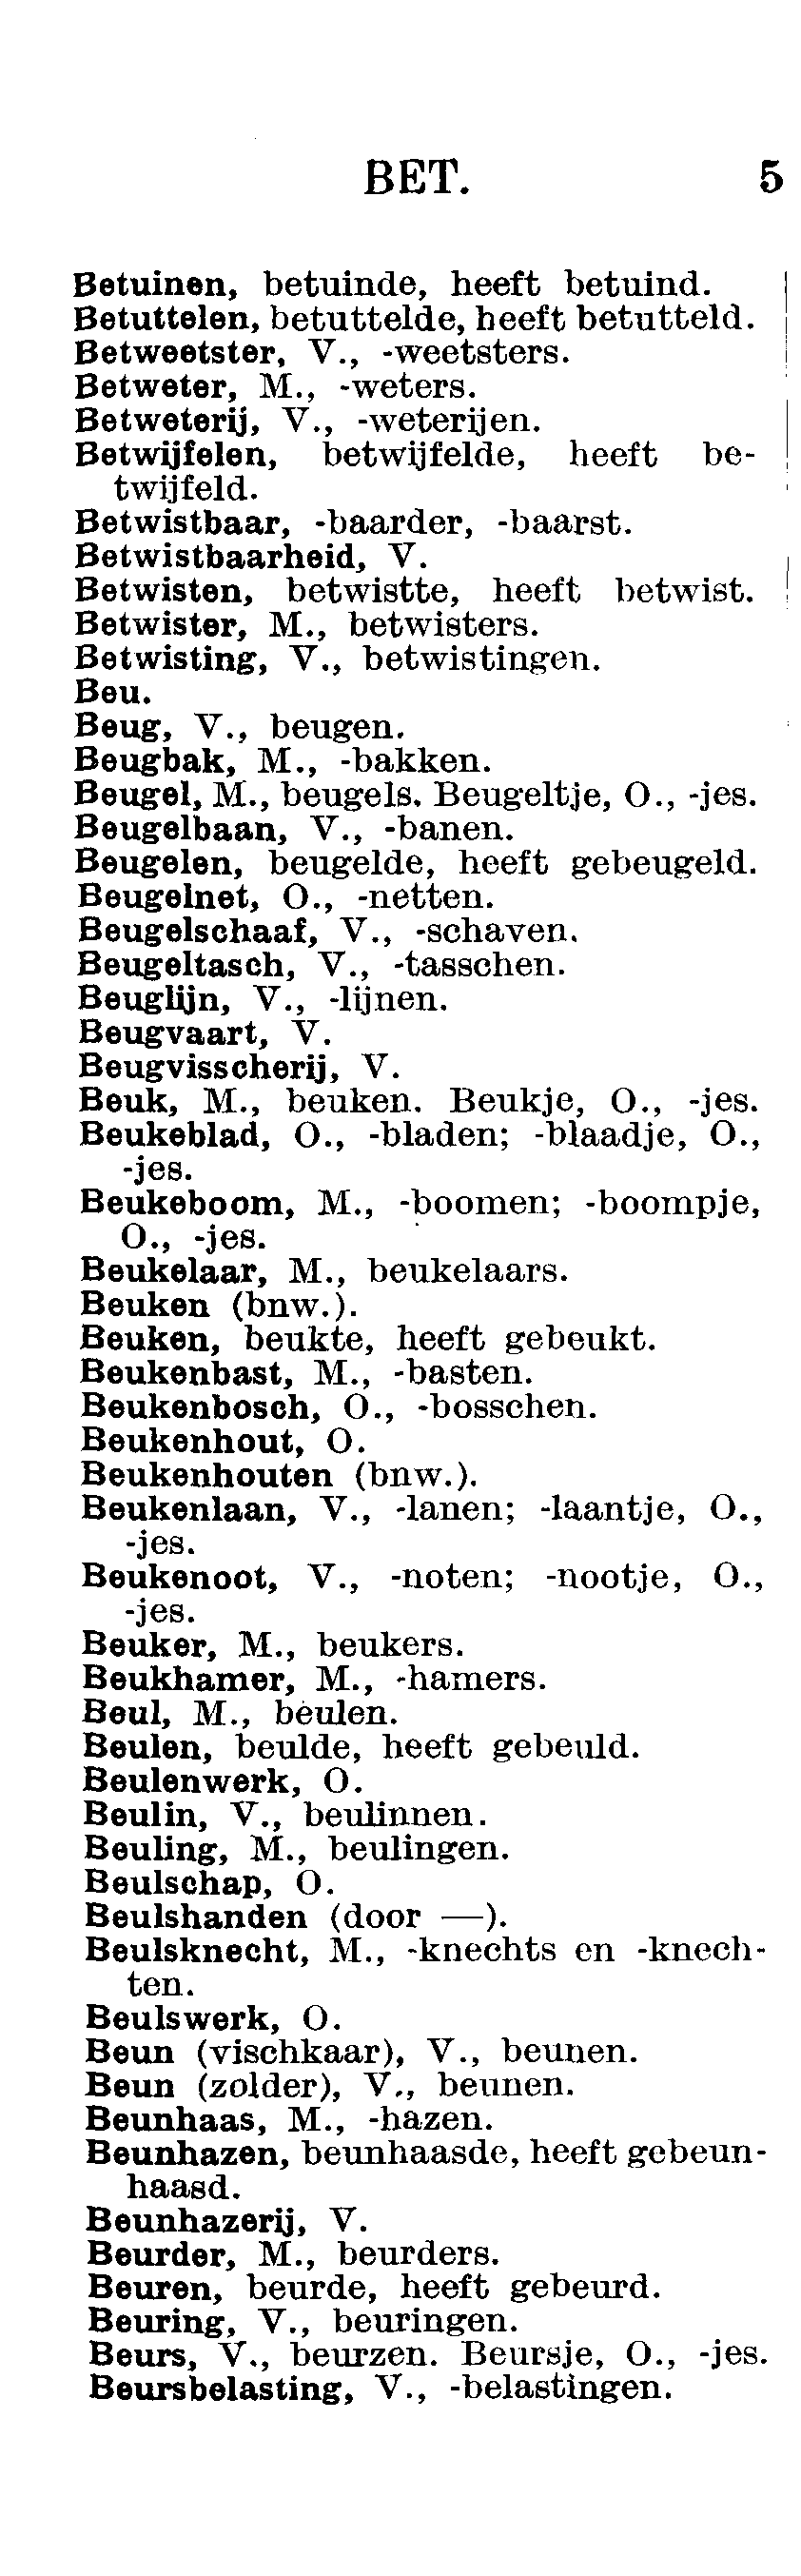 BET. 5
Betuinen, betuinde, heeft betuind.
Betuttelen, betuttelde, heeft betutteld.
Betweetster, V., -weetsters.
Betweter, M., -weters.
Betweterij, V., -weterijen.
Betwijfelen, betwijfelde, heeft be-
twijfeld.
Betwistbaar, -baarder, -baarst.
Betwistbaarheid, V.
Betwisten, betwistte, heeft betwist.
Betwister, M., betwisters.
Betwisting, V., betwistingen.
Beu.
Beug, V., beugen.
Beugbak, M., -bakken.
Beugel, M., beugels. Beugeltje, O., -jes.
Beugelbaan, V., -banen.
Beugelen, beugelde, heeft gebeugeld.
Beugelnet, O., -netten.
Beugelschaaf, V., -schaven.
Beugeltasch, V., -tasschen.
Beuglijn, V., -lijnen.
Beugvaart, V.
Beugvisscherij, V.
Beuk, M., beuken. Beukje, O., -jes.
Beukeblad, O., -bladen; -blaadje, O.,
-jes.
Beukeboom, M., -boomen; -boompje,
O., -jes.
Beukelaar, M., beukelaars.
Beuken (bnw.).
Beuken, beukte, heeft gebeukt.
Beukenbast, M., -basten.
Beukenbosch, O., -bosschen.
Beukenhout, O.
Beukenhouten (bnw.).
Beukenlaan, V., -lanen; -laantje, O.,
-jes.
Beukenoot, V., -noten; -nootje, O.,
-jes.
Beuker, M., beukers.
Beukhamer, M., -hamers.
Beul, M., beulen.
Beulen, beulde, heeft gebeuld.
Beulenwerk, O.
Beulin, V., beulinnen.
Beuling, M., beulingen.
Beulschap, O.
Beulshanden (door —).
Beulsknecht, M., -knechts en -knech-
ten.
Beulswerk, O.
Beun (vischkaar), V., beunen.
Beun (zolder), V., beunen.
Beunhaas, M., -hazen.
Beunhazen, beunhaasde, heeft gebeun-
haasd.
Beunhazerij, V.
Beurder, M., beurders.
Beuren, beurde, heeft gebeurd.
Beuring, V., beuringen.
Beurs, V., beurzen. Beursje, O., -jes.
Beursbelasting, V., -belastingen.